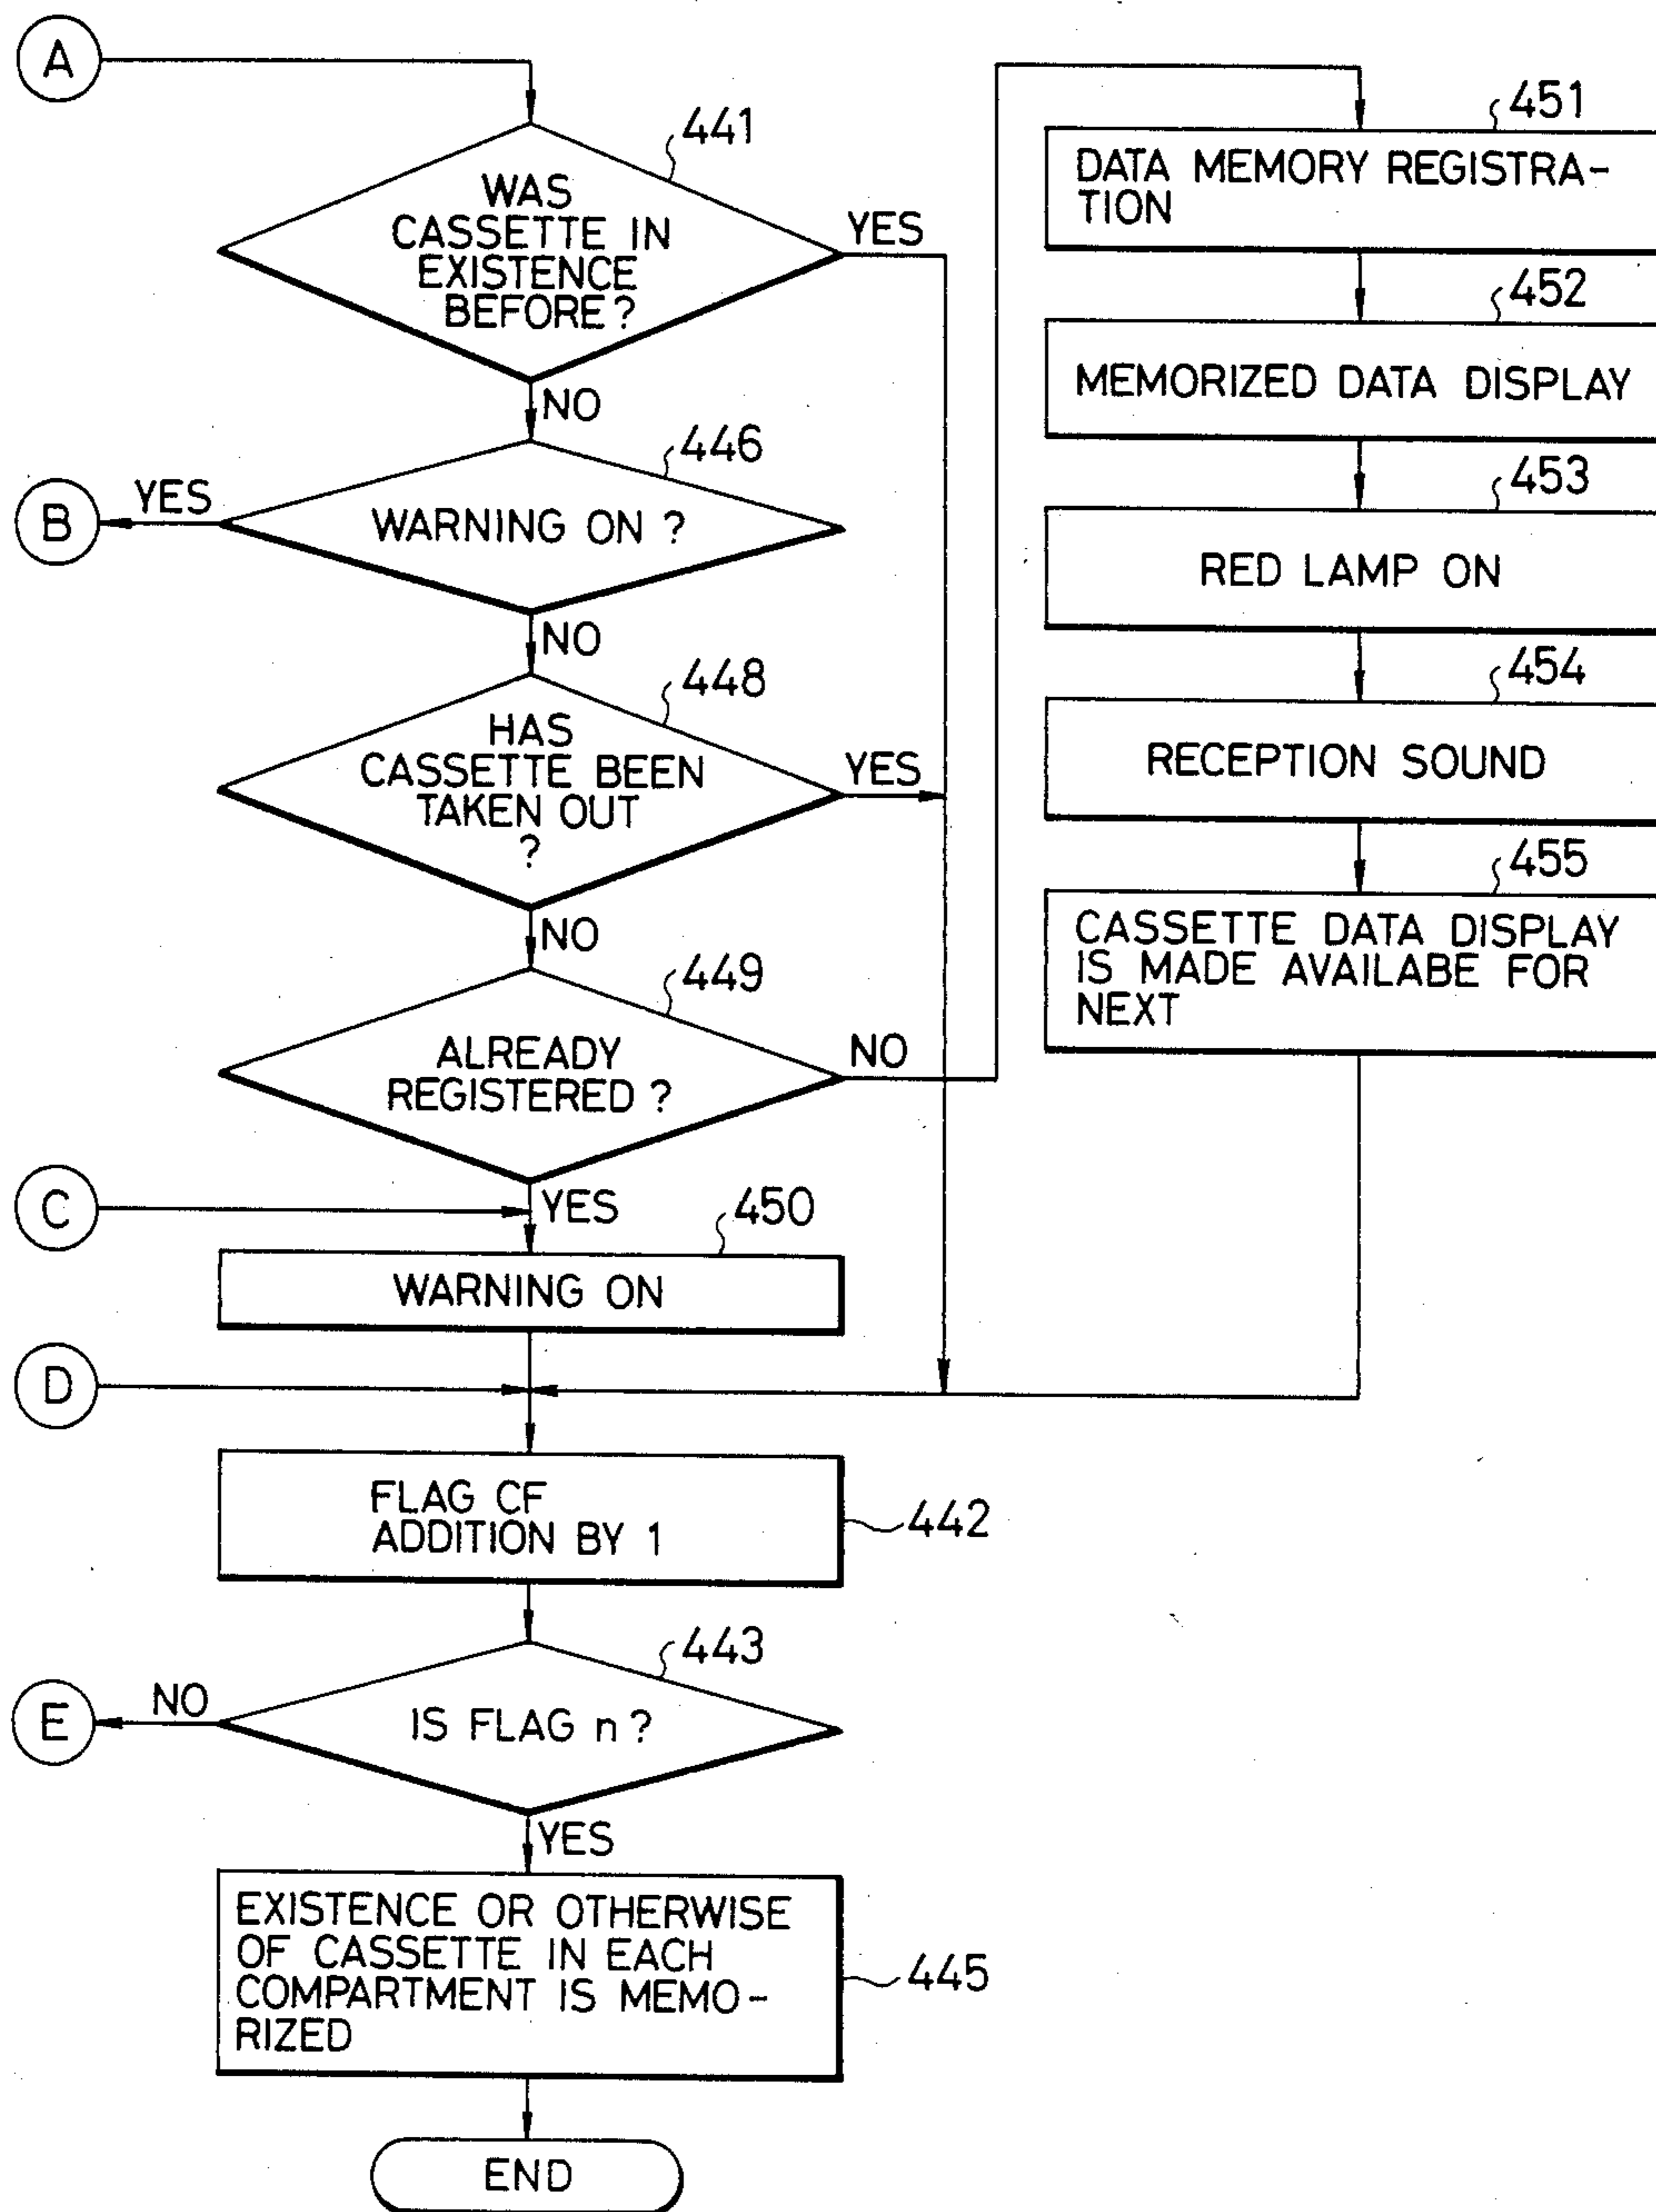 A
441
WAS
CASSETTE IN
EXISTENCE
BEFORE?
YES
NO
446
B
YES
WARNING ON ?
NO
448
HAS
CASSETTE BEEN
TAKEN OUT
?
YES
NO
449
ALREADY
REGISTERED ?
NO
C
YES
450
WARNING ON
D
FLAG CF
ADDITION BY 1
442
443
E
NO
IS FLAG n?
YES
EXISTENCE OR OTHERWISE
OF CASSETTE IN EACH
COMPARTMENT IS MEMO-
RIZED
445
END
451
DATA MEMORY REGISTRA-
TION
452
MEMORIZED DATA DISPLAY
453
RED LAMP ON
454
RECEPTION SOUND
455
CASSETTE DATA DISPLAY
IS MADE AVAILABE FOR
NEXT